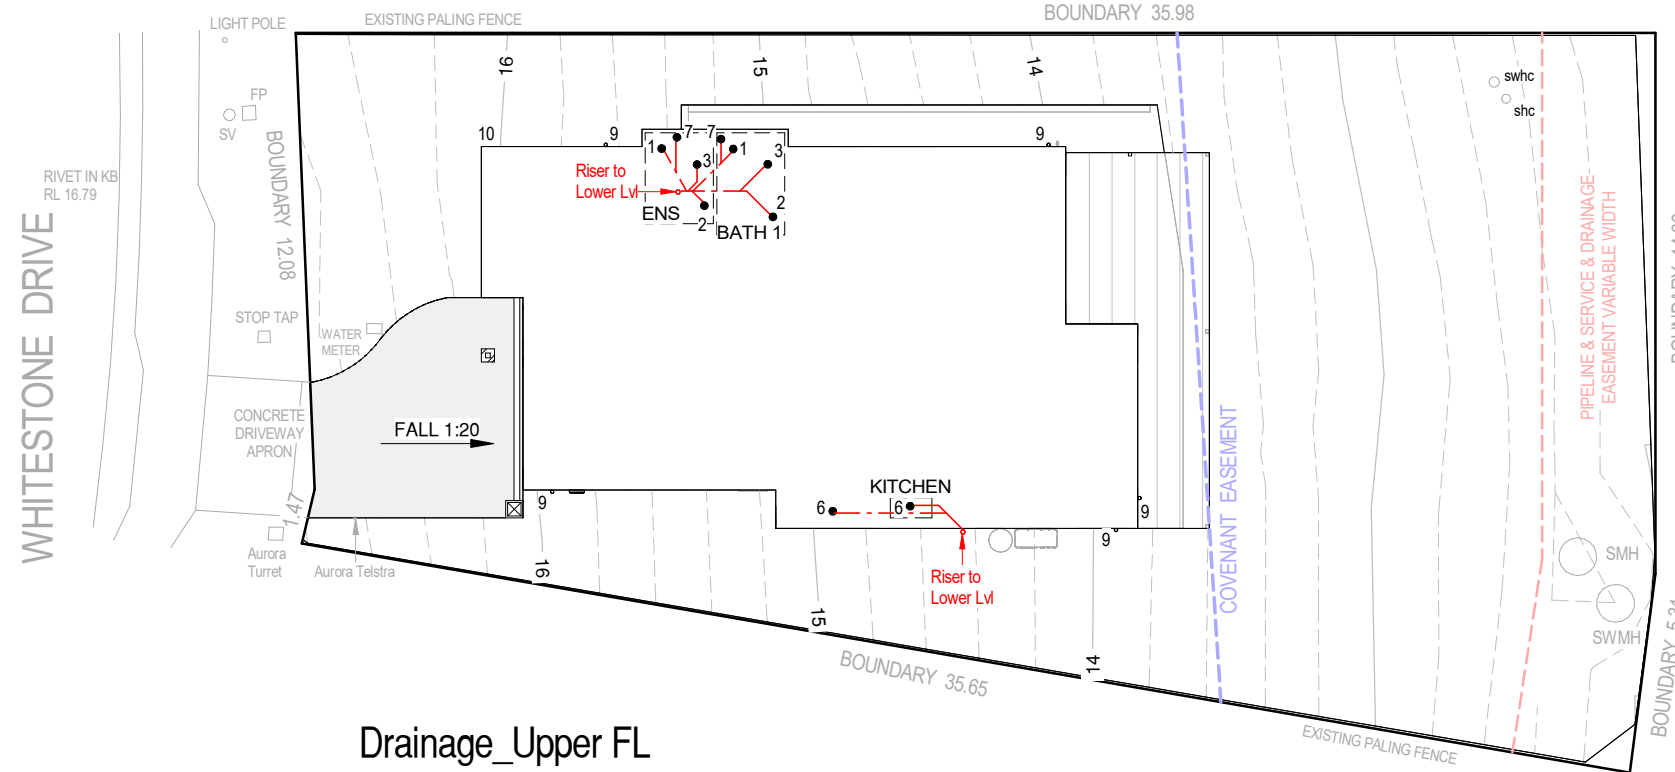 LIGHT POLE
EXISTING PALING FENCE
BOUNDARY 35.98
FP
SV
16
15
14
swhc
shc
10
9
7
7
9
1
3
1
3
Riser to
Lower Lvl
ENS
2
2
BATH 1
RIVET IN KB
RL 16.79
BOUNDARY 12.08
WHITESTONE DRIVE
STOP TAP
WATER
METER
CONCRETE
DRIVEWAY
APRON
FALL 1:20
1.47
Aurora
Turret
Aurora Telstra
9
16
KITCHEN
6
6
9
9
Riser to
Lower Lvl
15
14
COVENANT EASEMENT
PIPELINE & SERVICE & DRAINAGE
EASEMENT VARIABLE WIDTH
SMH
SWMH
BOUNDARY
BOUNDARY
BOUNDARY 35.65
EXISTING PALING FENCE
Drainage_Upper FL